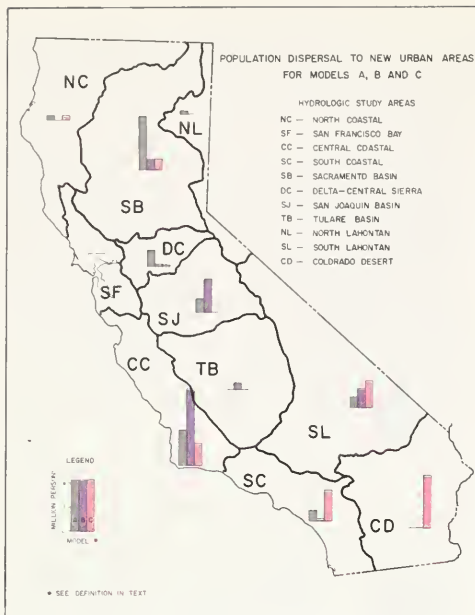 POPULATION DISPERSAL TO NEW URBAN AREAS
FOR MODELS A, B AND C
HYDROLOGIC STUDY AREAS
NC — NORTH COASTAL
SF — SAN FRANCISCO BAY
CC — CENTRAL COASTAL
SC — SOUTH COASTAL
SB — SACRAMENTO BASIN
DC — DELTA-CENTRAL SIERRA
SJ — SAN JOAQUIN BASIN
TB — TULARE BASIN
NL — NORTH LAHONTAN
SL — SOUTH LAHONTAN
CD — COLORADO DESERT
NC
NL
SB
DC
SF
SJ
CC
TB
SL
SC
CD
LEGEND
MILLION PERSONS
A B C
MODEL *
* SEE DEFINITION IN TEXT